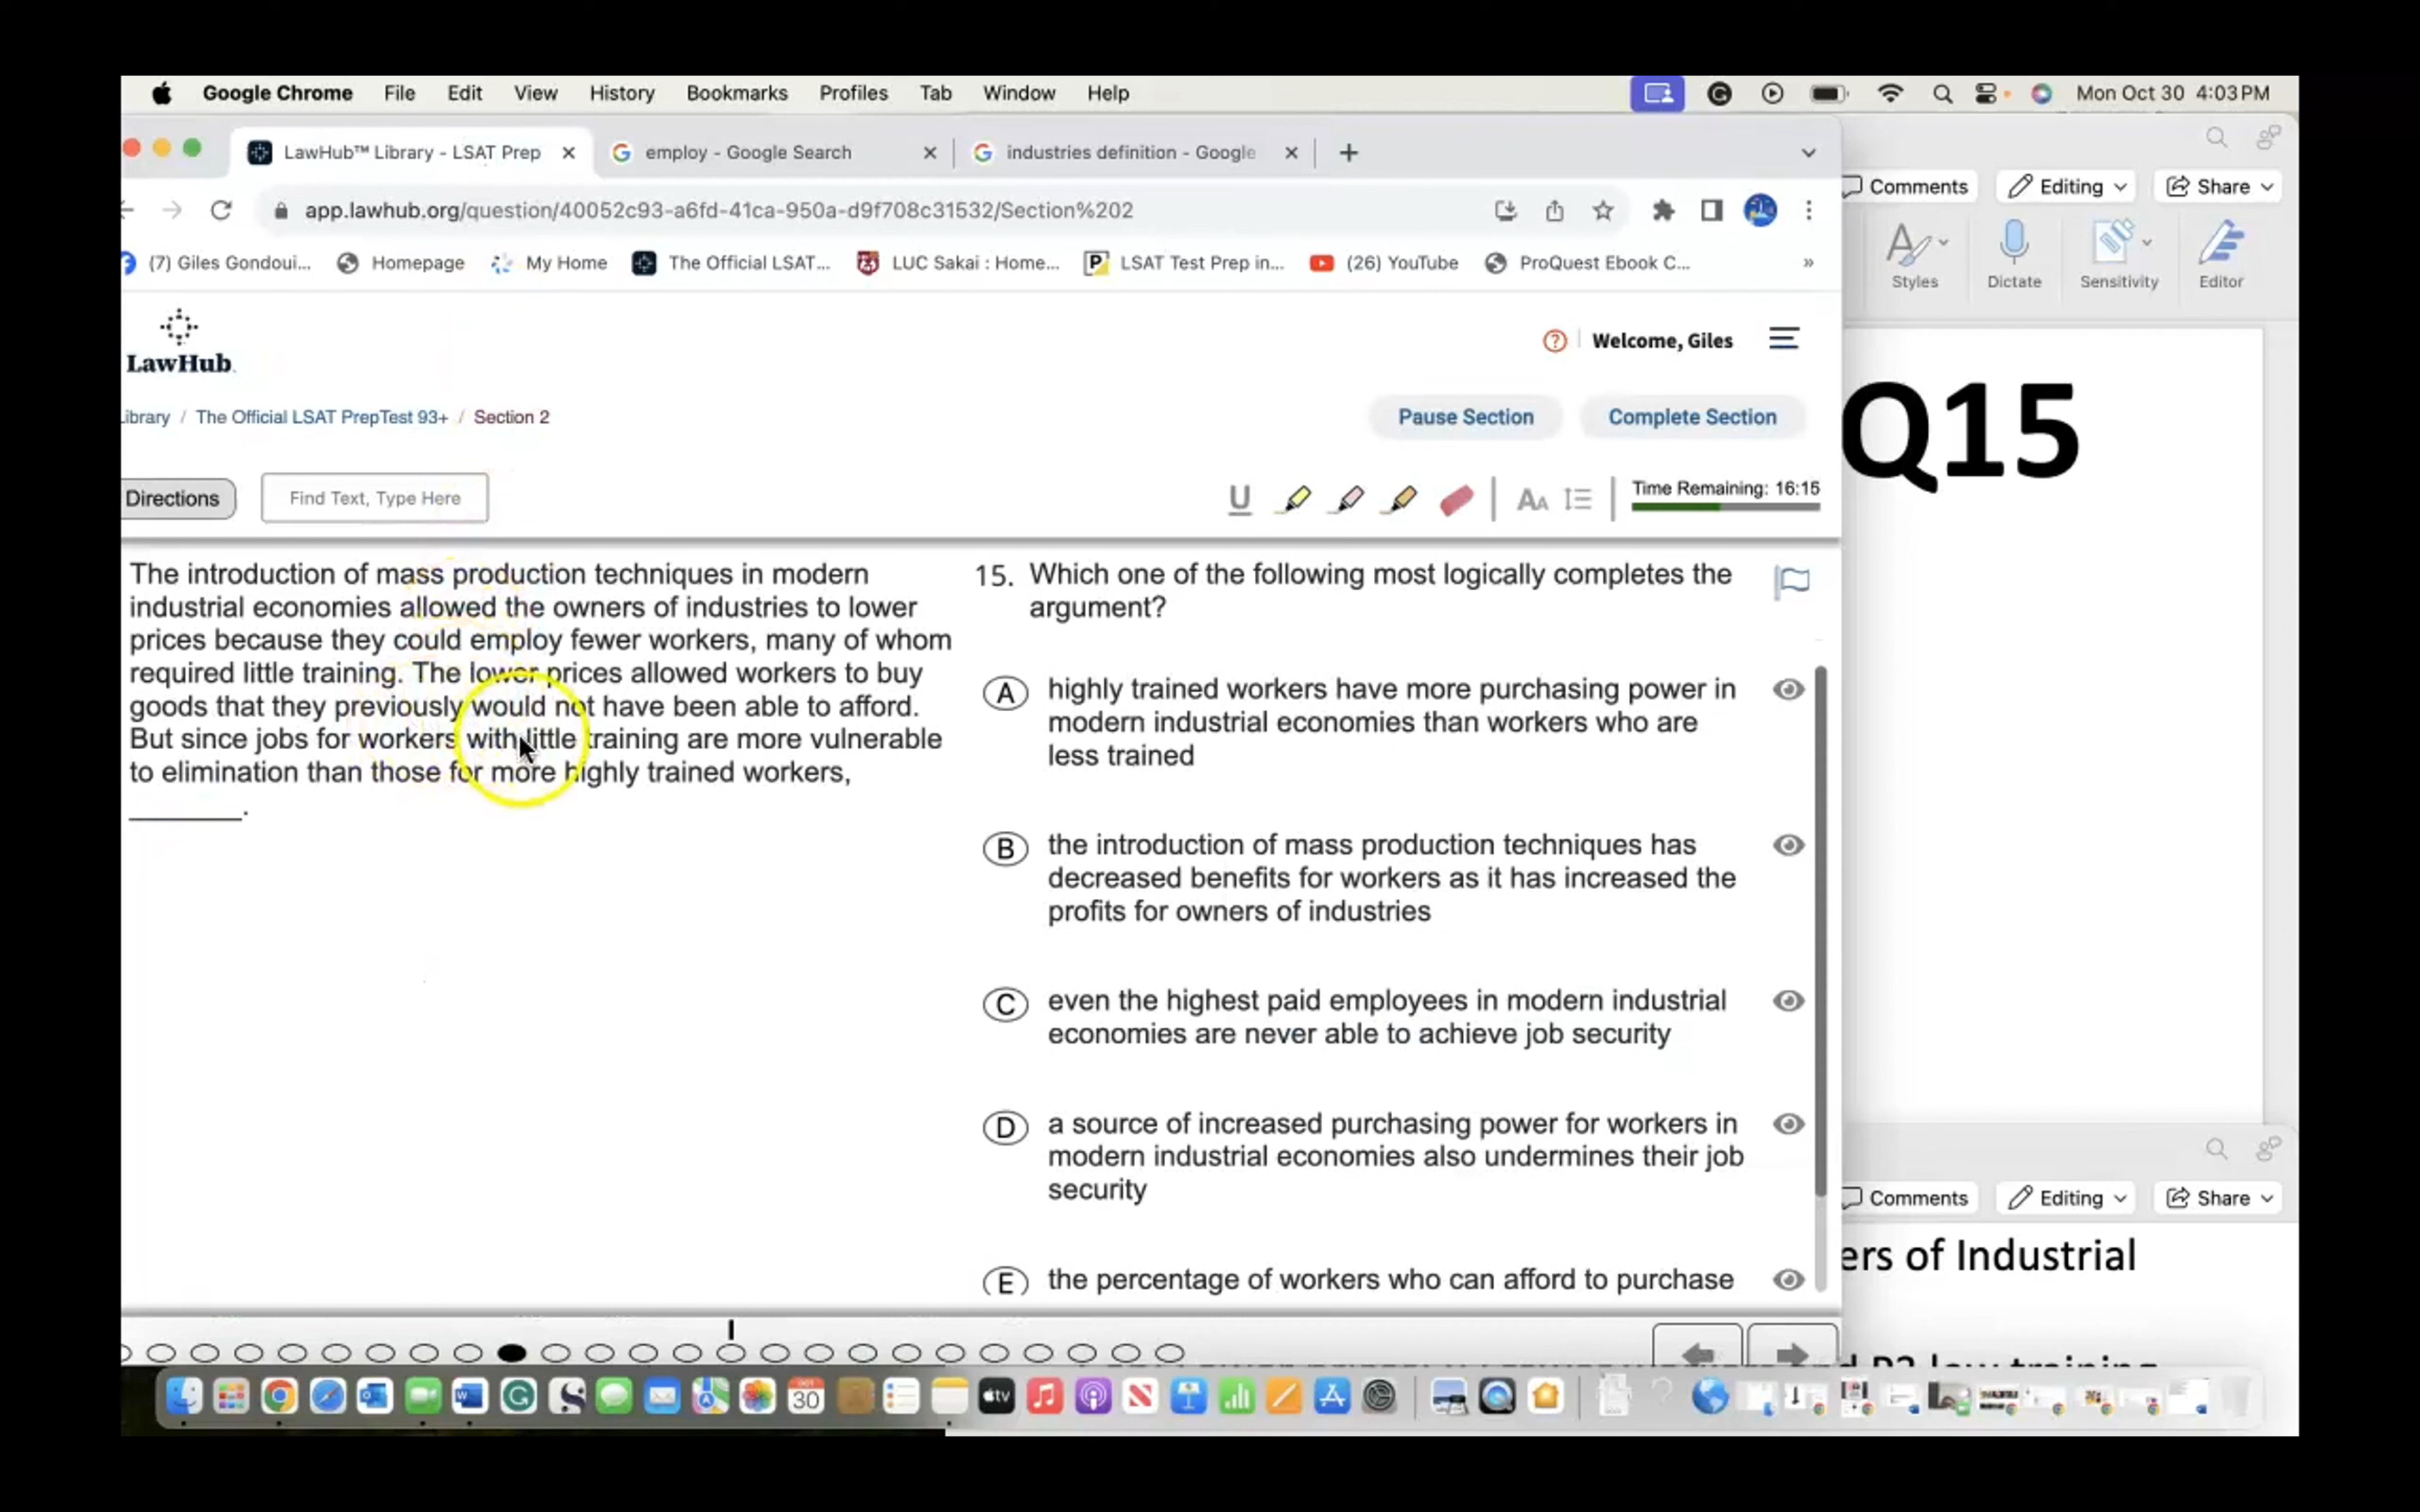 Google Chrome File Edit View History Bookmarks Profiles Tab Window Help Mon Oct 30 4:03 PM
LawHub™ Library - LSAT Prep
employ - Google Search
industries definition - Google
app.lawhub.org/question/40052c93-a6fd-41ca-950a-d9f708c31532/Section%202
(7) Giles Gondoui...
Homepage
My Home
The Official LSAT...
LUC Sakai : Home...
LSAT Test Prep in...
(26) YouTube
ProQuest Ebook C...
»
Comments
Editing
Share
Styles
Dictate
Sensitivity
Editor
LawHub
Welcome, Giles
ibrary / The Official LSAT PrepTest 93+ / Section 2
Pause Section
Complete Section
Q15
Directions
Find Text, Type Here
U
AA
Time Remaining: 16:15
The introduction of mass production techniques in modern
industrial economies allowed the owners of industries to lower
prices because they could employ fewer workers, many of whom
required little training. The lower prices allowed workers to buy
goods that they previously would not have been able to afford.
But since jobs for workers with little training are more vulnerable
to elimination than those for more highly trained workers,
________.
15. Which one of the following most logically completes the
argument?
A highly trained workers have more purchasing power in
modern industrial economies than workers who are
less trained
B the introduction of mass production techniques has
decreased benefits for workers as it has increased the
profits for owners of industries
C even the highest paid employees in modern industrial
economies are never able to achieve job security
D a source of increased purchasing power for workers in
modern industrial economies also undermines their job
security
E the percentage of workers who can afford to purchase
Comments
Editing
Share
ers of Industrial
low training
OCT
30
tv